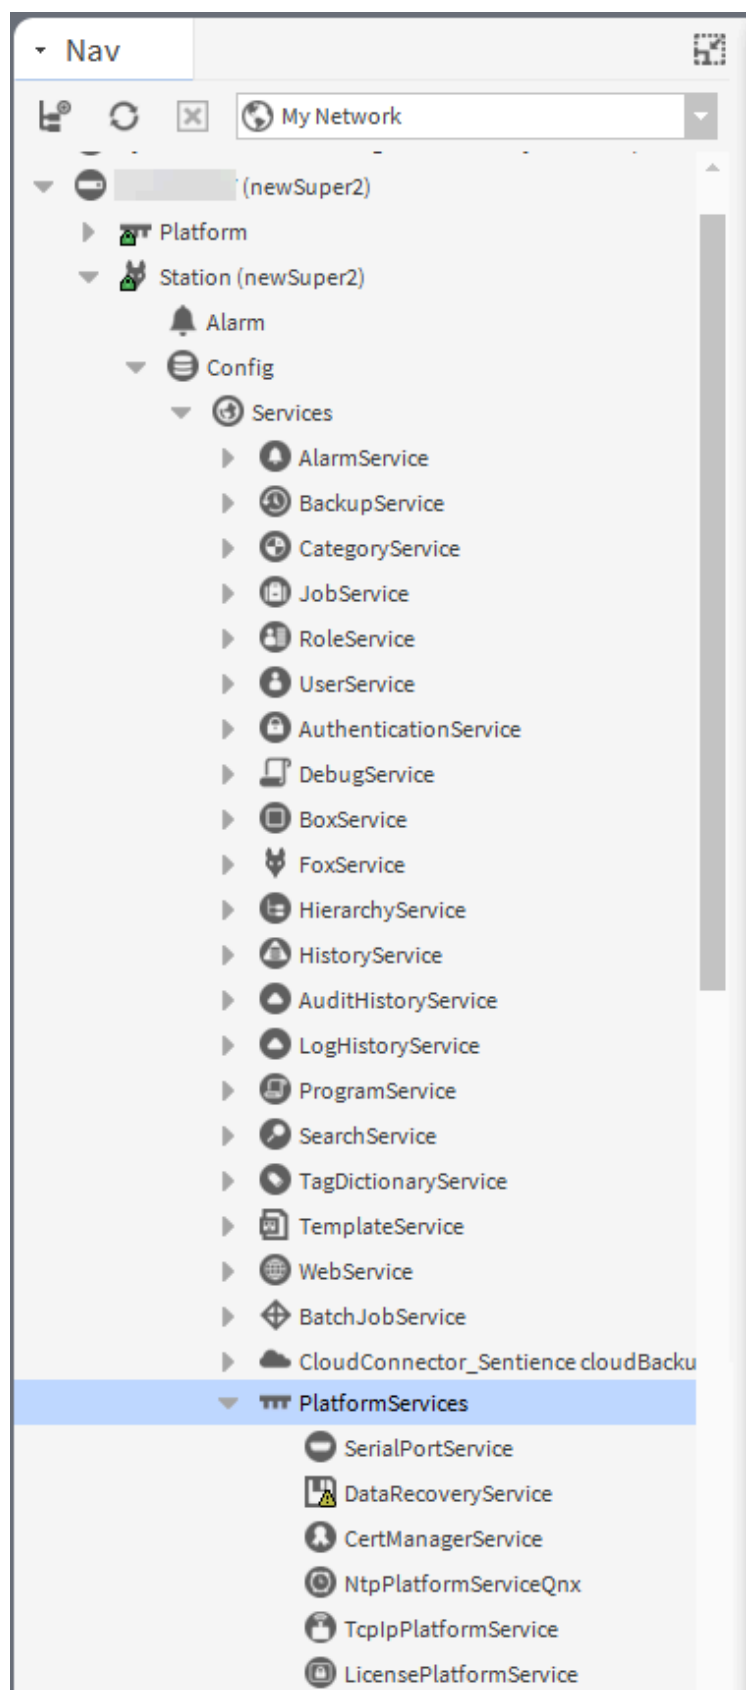 Nav
My Network
(newSuper2)
Platform
Station (newSuper2)
Alarm
Config
Services
AlarmService
BackupService
CategoryService
JobService
RoleService
UserService
AuthenticationService
DebugService
BoxService
FoxService
HierarchyService
HistoryService
AuditHistoryService
LogHistoryService
ProgramService
SearchService
TagDictionaryService
TemplateService
WebService
BatchJobService
CloudConnector_Sentience cloudBacku
PlatformServices
SerialPortService
DataRecoveryService
CertManagerService
NtpPlatformServiceQnx
TcpIpPlatformService
LicensePlatformService